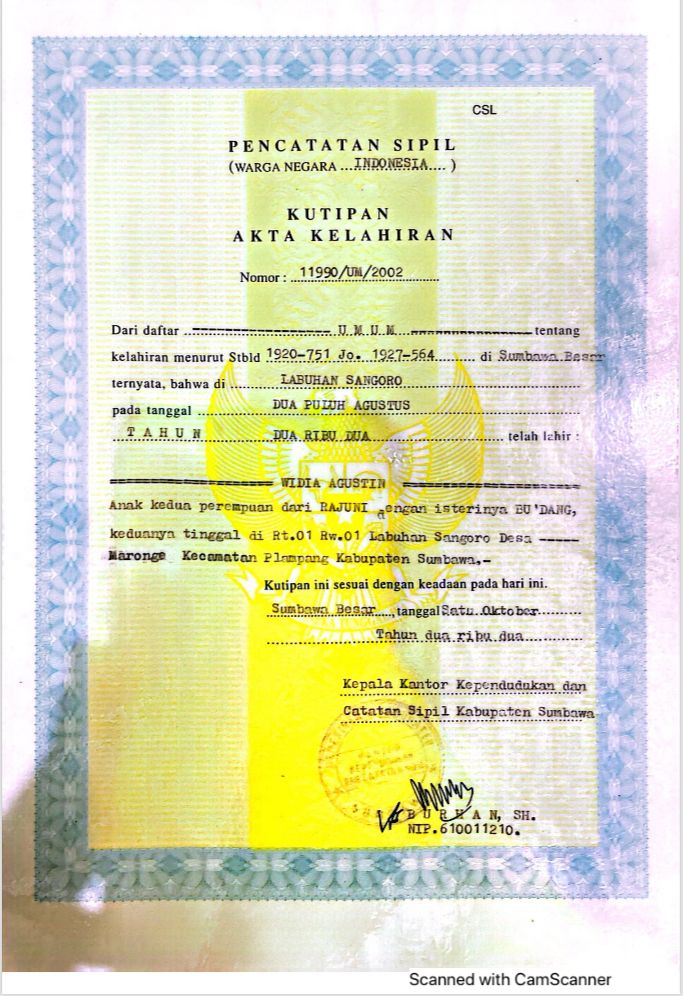 CSL
PENCATATAN SIPIL
(WARGA NEGARA ...INDONESIA.... )
KUTIPAN
AKTA KELAHIRAN
Nomor : 11990/UM/2002
Dari daftar ---------- U M U M ---------- tentang
kelahiran menurut Stbld 1920-751 Jo. 1927-564 ...... di Sumbawa Besar
ternyata, bahwa di ...... LABUHAN SANGORO
pada tanggal ...... DUA PULUH AGUSTUS
T A H U N DUA RIBU DUA ...... telah lahir :
========== WIDIA AGUSTIN ==========
Anak kedua perempuan dari RAJUNI dengan isterinya BU'DANG,
keduanya tinggal di Rt.01 Rw.01 Labuhan Sangoro Desa -----
Maronge Kecamatan Plampang Kabupaten Sumbawa,-
Kutipan ini sesuai dengan keadaan pada hari ini.
Sumbawa Besar...., tanggal Satu Oktober......
Tahun dua ribu dua......
Kepala Kantor Kependudukan dan
Catatan Sipil Kabupaten Sumbawa
BURHAN, SH.
NIP.610011210.
Scanned with CamScanner